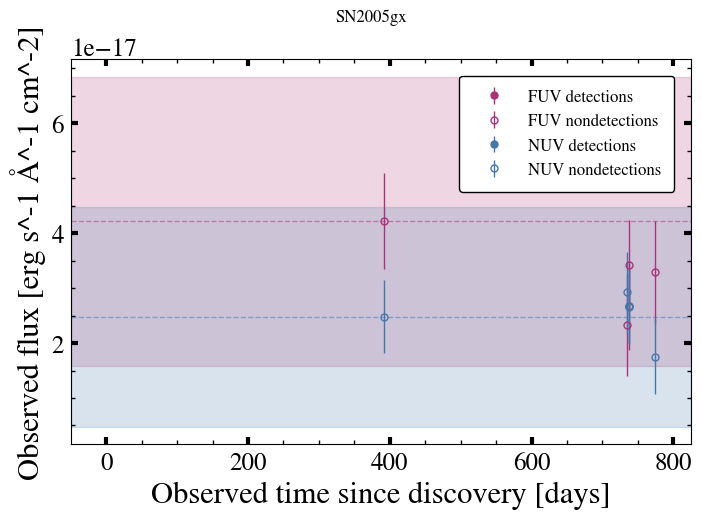 SN2005gx
1e−17
FUV detections
FUV nondetections
NUV detections
NUV nondetections
6
4
2
Observed flux [erg s^-1 Å^-1 cm^-2]
0 200 400 600 800
Observed time since discovery [days]